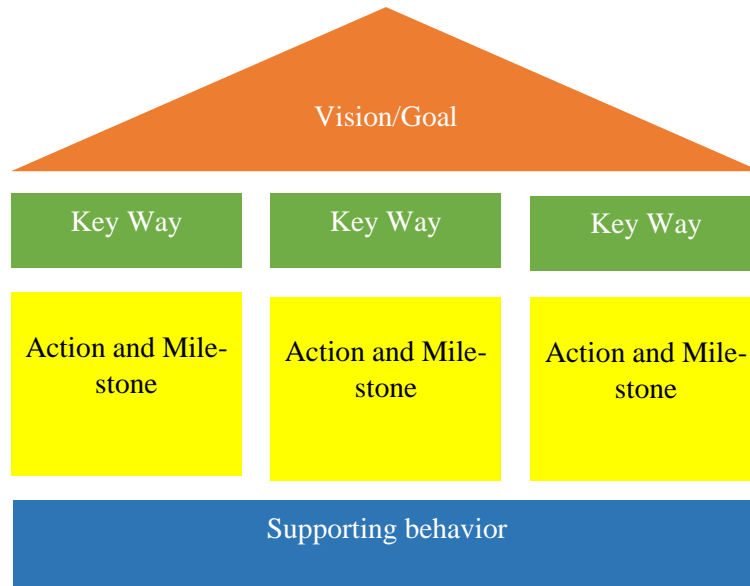 Vision/Goal
Key Way
Key Way
Key Way
Action and Mile-
stone
Action and Mile-
stone
Action and Mile-
stone
Supporting behavior